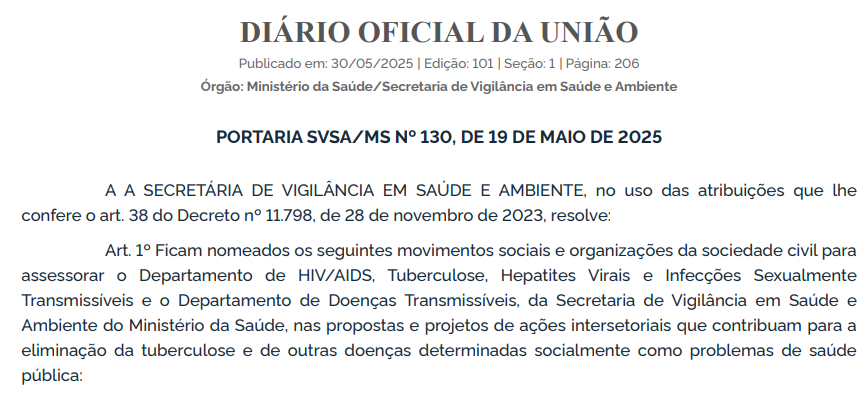 DIÁRIO OFICIAL DA UNIÃO
Publicado em: 30/05/2025 | Edição: 101 | Seção: 1 | Página: 206
Órgão: Ministério da Saúde/Secretaria de Vigilância em Saúde e Ambiente
PORTARIA SVSA/MS Nº 130, DE 19 DE MAIO DE 2025
A A SECRETÁRIA DE VIGILÂNCIA EM SAÚDE E AMBIENTE, no uso das atribuições que lhe
confere o art. 38 do Decreto nº 11.798, de 28 de novembro de 2023, resolve:
Art. 1º Ficam nomeados os seguintes movimentos sociais e organizações da sociedade civil para
assessorar o Departamento de HIV/AIDS, Tuberculose, Hepatites Virais e Infecções Sexualmente
Transmissíveis e o Departamento de Doenças Transmissíveis, da Secretaria de Vigilância em Saúde e
Ambiente do Ministério da Saúde, nas propostas e projetos de ações intersetoriais que contribuam para a
eliminação da tuberculose e de outras doenças determinadas socialmente como problemas de saúde
pública: